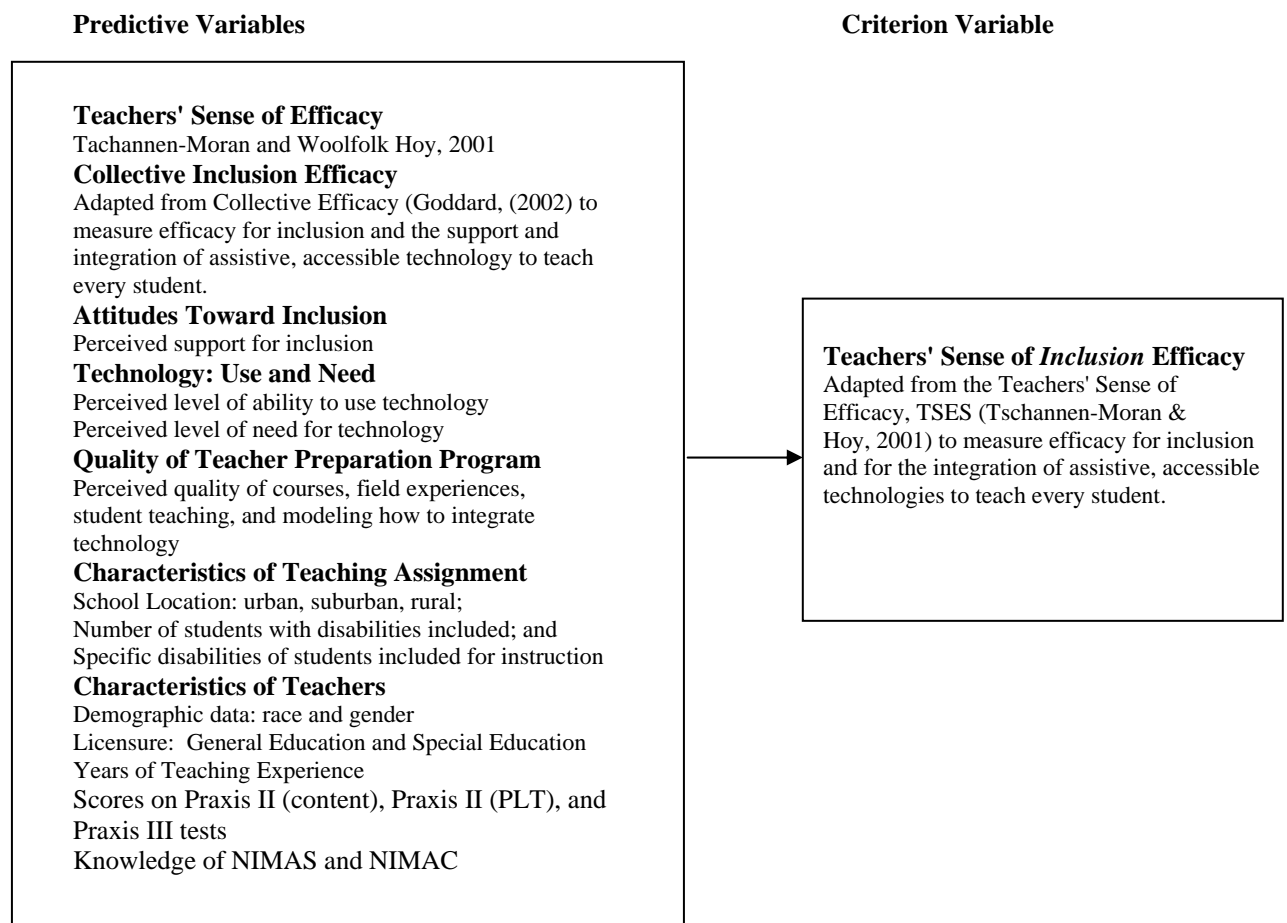 Predictive Variables
Criterion Variable
Teachers' Sense of Efficacy
Tachannen-Moran and Woolfolk Hoy, 2001
Collective Inclusion Efficacy
Adapted from Collective Efficacy (Goddard, (2002) to
measure efficacy for inclusion and the support and
integration of assistive, accessible technology to teach
every student.
Attitudes Toward Inclusion
Perceived support for inclusion
Technology: Use and Need
Perceived level of ability to use technology
Perceived level of need for technology
Quality of Teacher Preparation Program
Perceived quality of courses, field experiences,
student teaching, and modeling how to integrate
technology
Characteristics of Teaching Assignment
School Location: urban, suburban, rural;
Number of students with disabilities included; and
Specific disabilities of students included for instruction
Characteristics of Teachers
Demographic data: race and gender
Licensure: General Education and Special Education
Years of Teaching Experience
Scores on Praxis II (content), Praxis II (PLT), and
Praxis III tests
Knowledge of NIMAS and NIMAC
Teachers' Sense of Inclusion Efficacy
Adapted from the Teachers' Sense of
Efficacy, TSES (Tschannen-Moran &
Hoy, 2001) to measure efficacy for inclusion
and for the integration of assistive, accessible
technologies to teach every student.